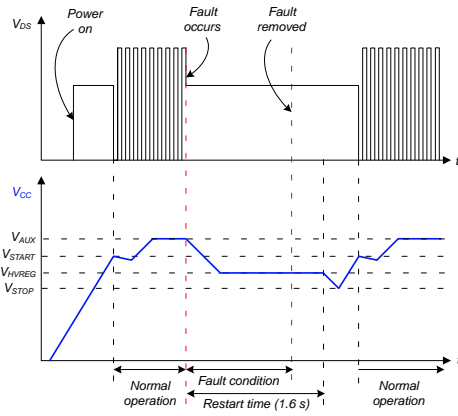 Power
on
Fault
occurs
Fault
removed
VDS
t
VCC
VAUX
VSTART
VHVREG
VSTOP
t
Normal
operation
Fault condition
Restart time (1.6 s)
Normal
operation